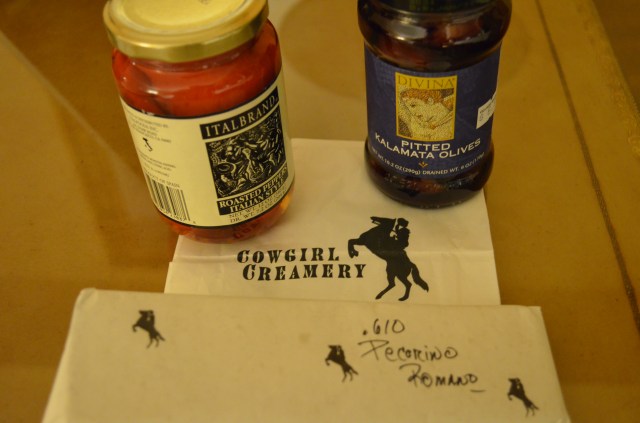 ITALBRAND
ROASTED PEPPERS
ITALIAN STYLE
DIVINA
PITTED
KALAMATA OLIVES
COWGIRL
CREAMERY
.610
Pecorino
Romano